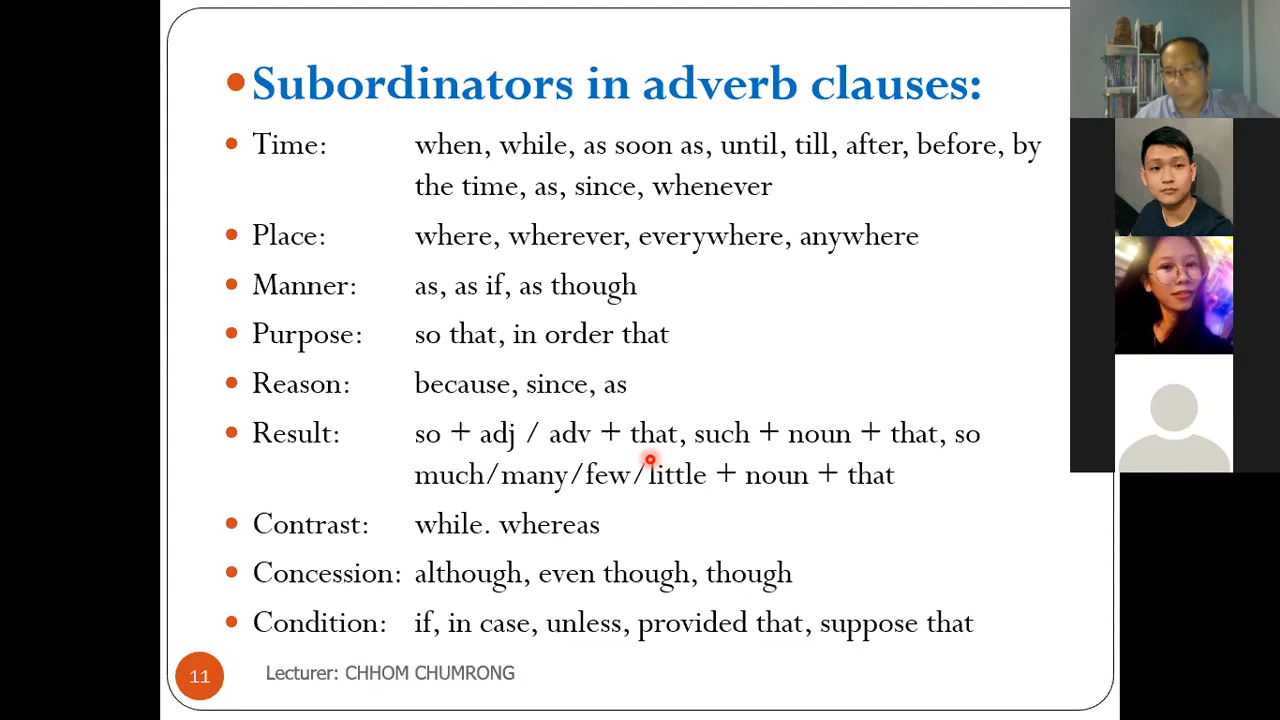 Subordinators in adverb clauses:
Time: when, while, as soon as, until, till, after, before, by
the time, as, since, whenever
Place: where, wherever, everywhere, anywhere
Manner: as, as if, as though
Purpose: so that, in order that
Reason: because, since, as
Result: so + adj / adv + that, such + noun + that, so
much/many/few/little + noun + that
Contrast: while. whereas
Concession: although, even though, though
Condition: if, in case, unless, provided that, suppose that
11 Lecturer: CHHOM CHUMRONG